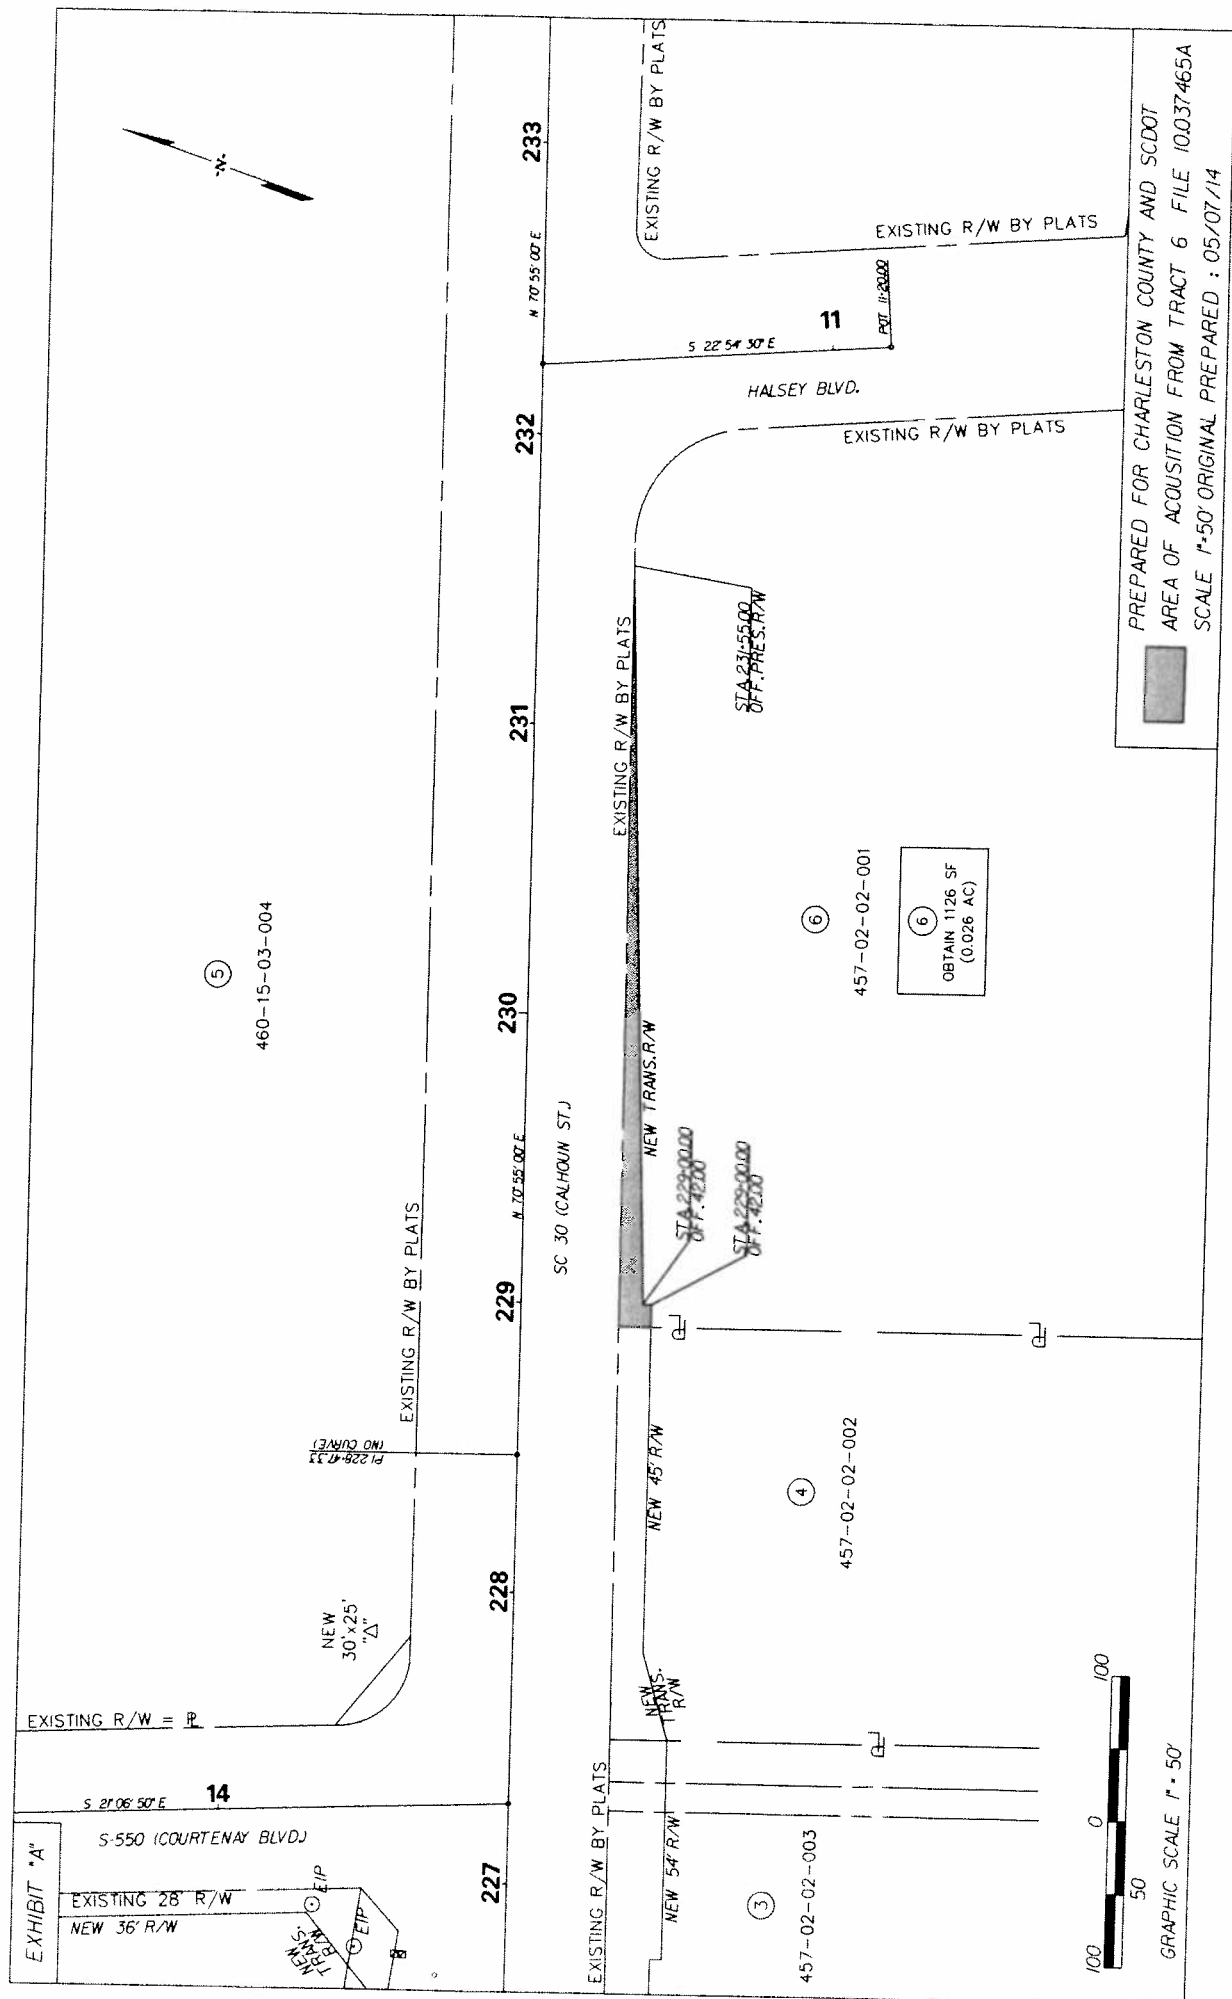 EXHIBIT "A"
S 21°06'50" E
14
S-550 (COURTENAY BLVD.)
EXISTING 28' R/W
NEW 36' R/W
NEW
TRANS.
R/W
EIP
EIP
EXISTING R/W = PL
NEW
30'x25'
"△"
PI 228+47.33
(NO CURVE)
EXISTING R/W BY PLATS
5
460-15-03-004
-N-
227
228
229
230
231
232
233
N 70°55'00" E
N 70°55'00" E
SC 30 (CALHOUN ST.)
EXISTING R/W BY PLATS
EXISTING R/W BY PLATS
EXISTING R/W BY PLATS
NEW 54' R/W
NEW
TRANS.
R/W
NEW 45' R/W
NEW TRANS. R/W
PL
PL
PL
STA. 229+00.00
OFF. 42.00
STA. 229+00.00
OFF. 42.00
STA. 231+55.00
OFF. PRES. R/W
S 22°54'30" E
11
POT 11+20.00
HALSEY BLVD.
EXISTING R/W BY PLATS
EXISTING R/W BY PLATS
3
457-02-02-003
4
457-02-02-002
6
457-02-02-001
6
OBTAIN 1126 SF
(0.026 AC)
100
50
0
100
GRAPHIC SCALE 1" = 50'
PREPARED FOR CHARLESTON COUNTY AND SCDOT
AREA OF ACQUSITION FROM TRACT 6 FILE 10.037465A
SCALE 1"=50' ORIGINAL PREPARED : 05/07/14